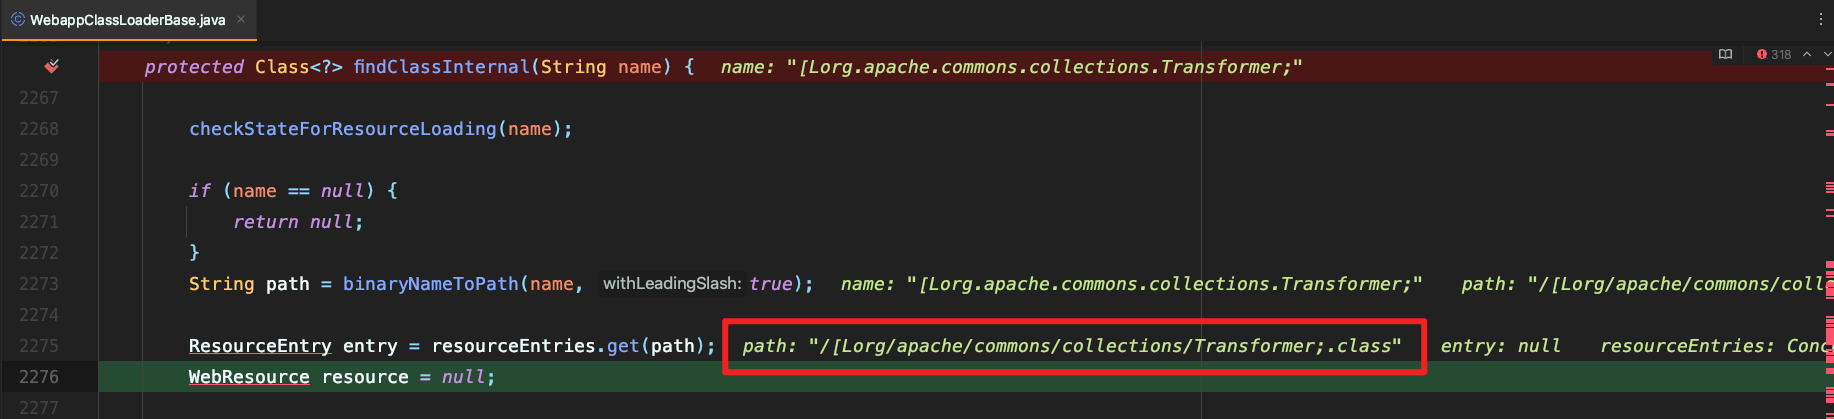 WebappClassLoaderBase.java ×
318
protected Class<?> findClassInternal(String name) { name: "[Lorg.apache.commons.collections.Transformer;"
2267
2268 checkStateForResourceLoading(name);
2269
2270 if (name == null) {
2271 return null;
2272 }
2273 String path = binaryNameToPath(name, withLeadingSlash: true); name: "[Lorg.apache.commons.collections.Transformer;" path: "/[Lorg/apache/commons/colle
2274
2275 ResourceEntry entry = resourceEntries.get(path); path: "/[Lorg/apache/commons/collections/Transformer;.class" entry: null resourceEntries: Conc
2276 WebResource resource = null;
2277